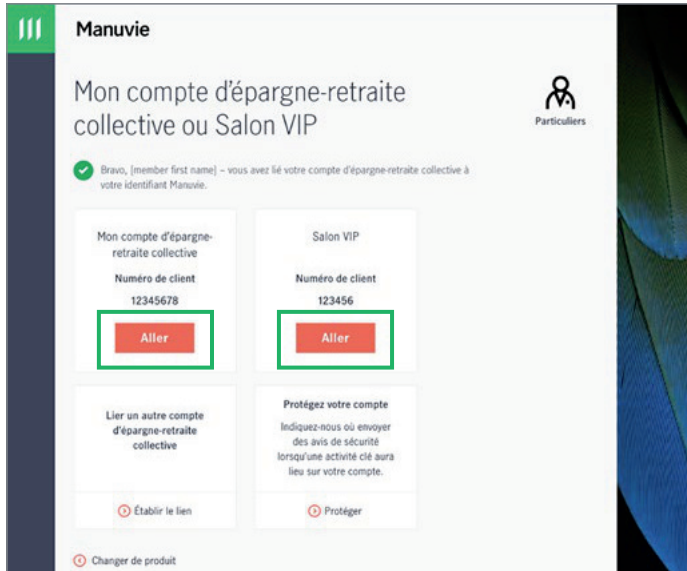 Manuvie
Mon compte d'épargne-retraite
collective ou Salon VIP
Particuliers
Bravo, [member first name] – vous avez lié votre compte d'épargne-retraite collective à
votre identifiant Manuvie.
Mon compte d'épargne-
retraite collective
Numéro de client
12345678
Aller
Salon VIP
Numéro de client
123456
Aller
Lier un autre compte
d'épargne-retraite
collective
Établir le lien
Protégez votre compte
Indiquez-nous où envoyer
des avis de sécurité
lorsqu'une activité clé aura
lieu sur votre compte.
Protéger
Changer de produit